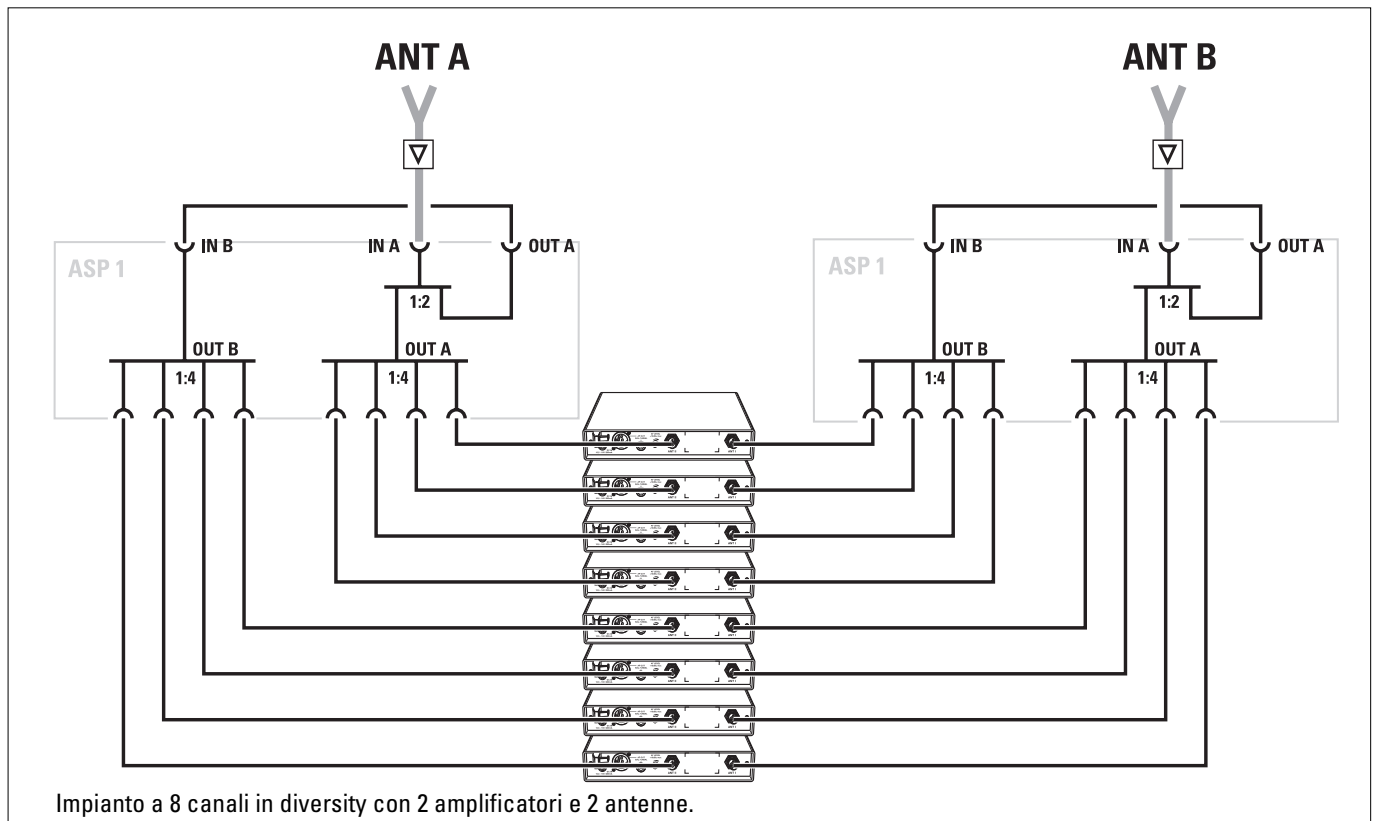 ANT A ANT B
IN B IN A OUT A IN B IN A OUT A
ASP 1 ASP 1
1:2 1:2
OUT B OUT A OUT B OUT A
1:4 1:4 1:4 1:4
Impianto a 8 canali in diversity con 2 amplificatori e 2 antenne.